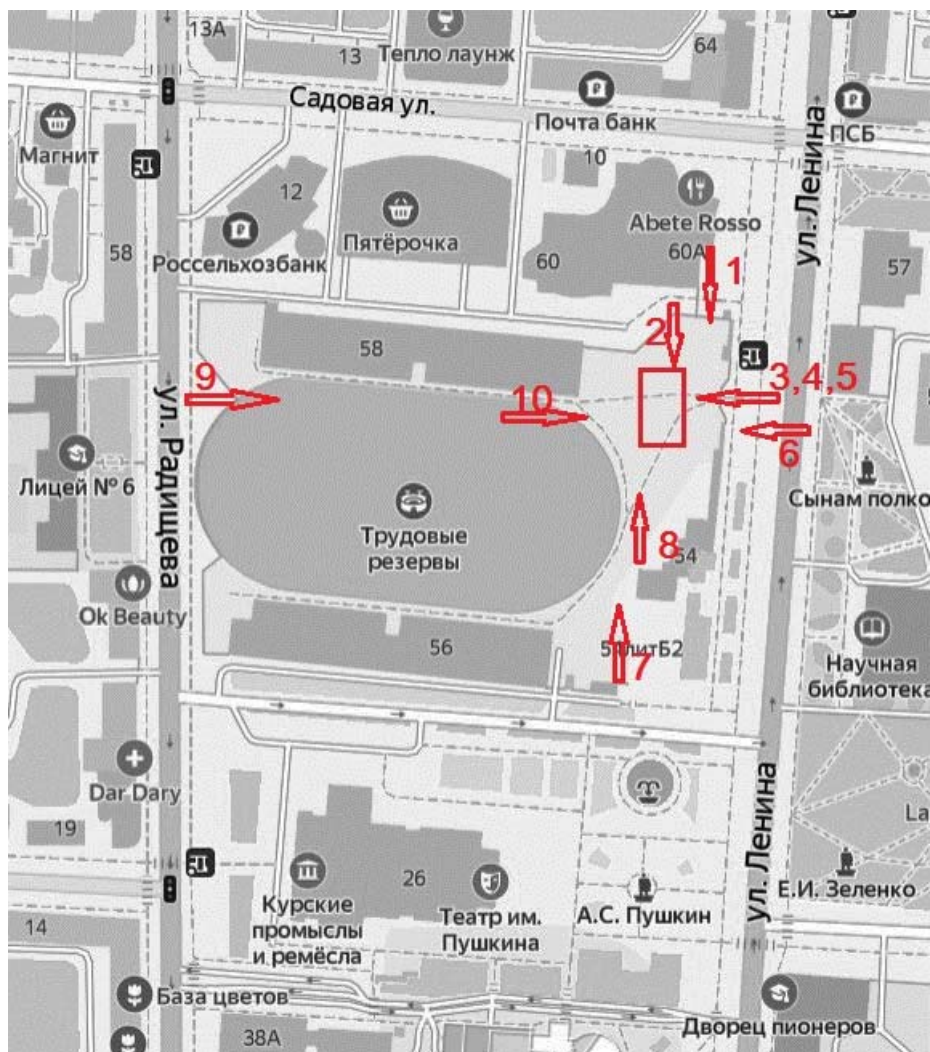 13А
13
Тепло лаунж
64
Садовая ул.
Почта банк
ПСБ
Магнит
ул. Ленина
10
12
Abete Rosso
Пятёрочка
58
Россельхозбанк
60
60А
1
57
2
58
3,4,5
9
10
6
ул. Радищева
Лицей № 6
Сынам полко
Трудовые
резервы
8
54
Ok Beauty
56
54литБ2
7
Научная
библиотека
Dar Dary
La
19
ул. Ленина
26
Е.И. Зеленко
Курские
промыслы
и ремёсла
Театр им.
Пушкина
А.С. Пушкин
14
База цветов
Дворец пионеров
38А